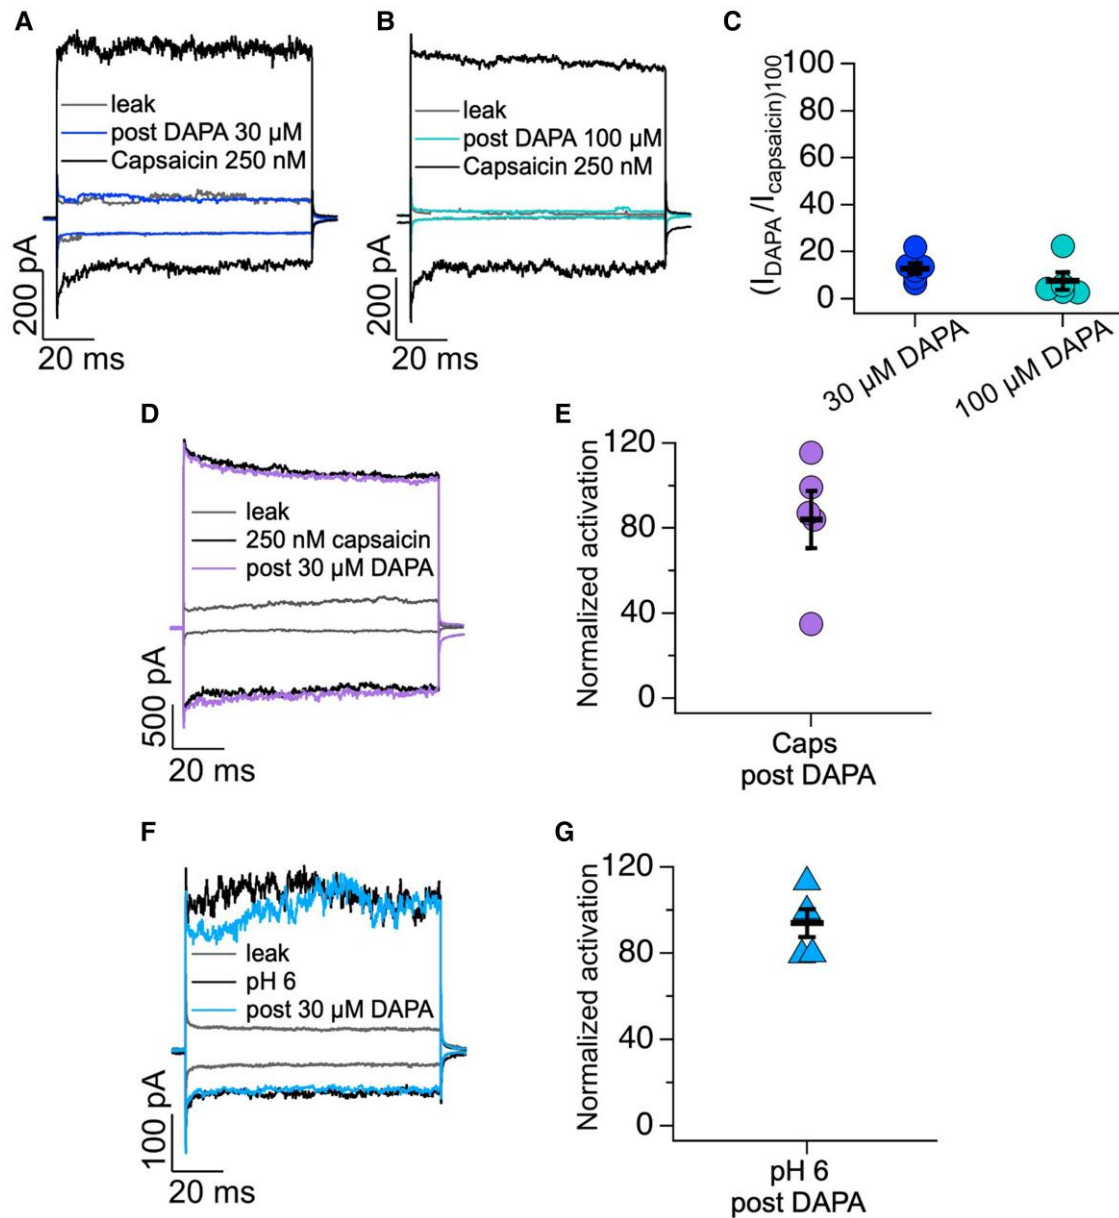 A
leak
post DAPA 30 µM
Capsaicin 250 nM
200 pA
20 ms
B
leak
post DAPA 100 µM
Capsaicin 250 nM
200 pA
20 ms
C
(I DAPA/I capsaicin)100
100
80
60
40
20
0
30 µM DAPA
100 µM DAPA
D
leak
250 nM capsaicin
post 30 µM DAPA
500 pA
20 ms
E
Normalized activation
120
80
40
0
Caps
post DAPA
F
leak
pH 6
post 30 µM DAPA
100 pA
20 ms
G
Normalized activation
120
80
40
0
pH 6
post DAPA